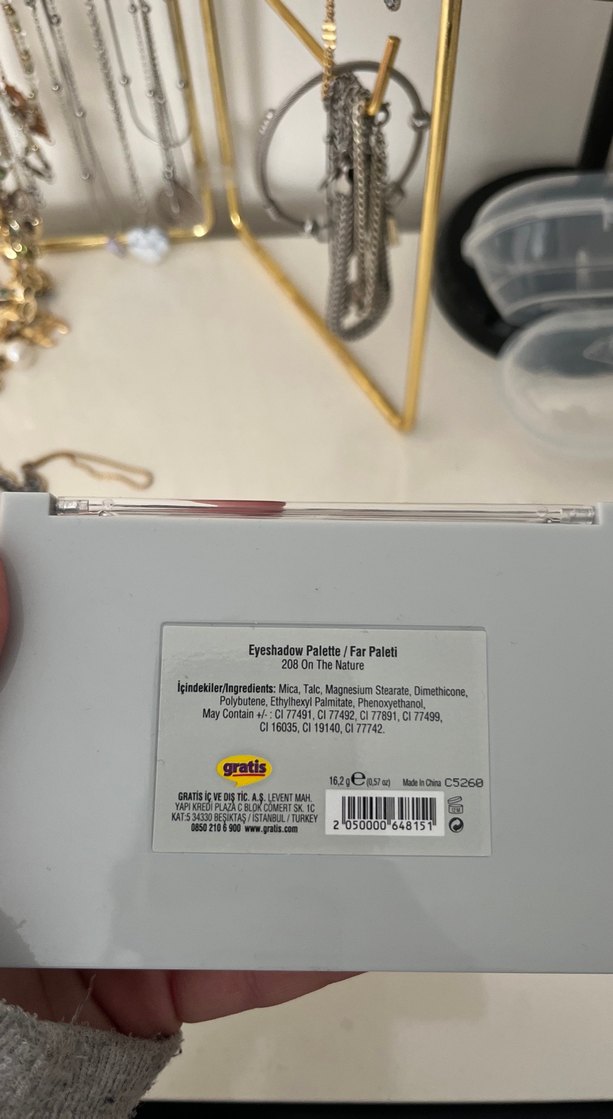 Eyeshadow Palette / Far Paleti
208 On The Nature
İçindekiler/Ingredients: Mica, Talc, Magnesium Stearate, Dimethicone,
Polybutene, Ethylhexyl Palmitate, Phenoxyethanol,
May Contain +/- : CI 77491, CI 77492, CI 77891, CI 77499,
CI 16035, CI 19140, CI 77742.
gratis
16,2 g ℮ (0,57 oz) Made In China C5260
GRATİS İÇ VE DIŞ TİC. A.Ş. LEVENT MAH.
YAPI KREDİ PLAZA C BLOK CÖMERT SK. 1C
KAT:5 34330 BEŞİKTAŞ / İSTANBUL / TURKEY
0850 210 6 900 www.gratis.com
2 050000 648151